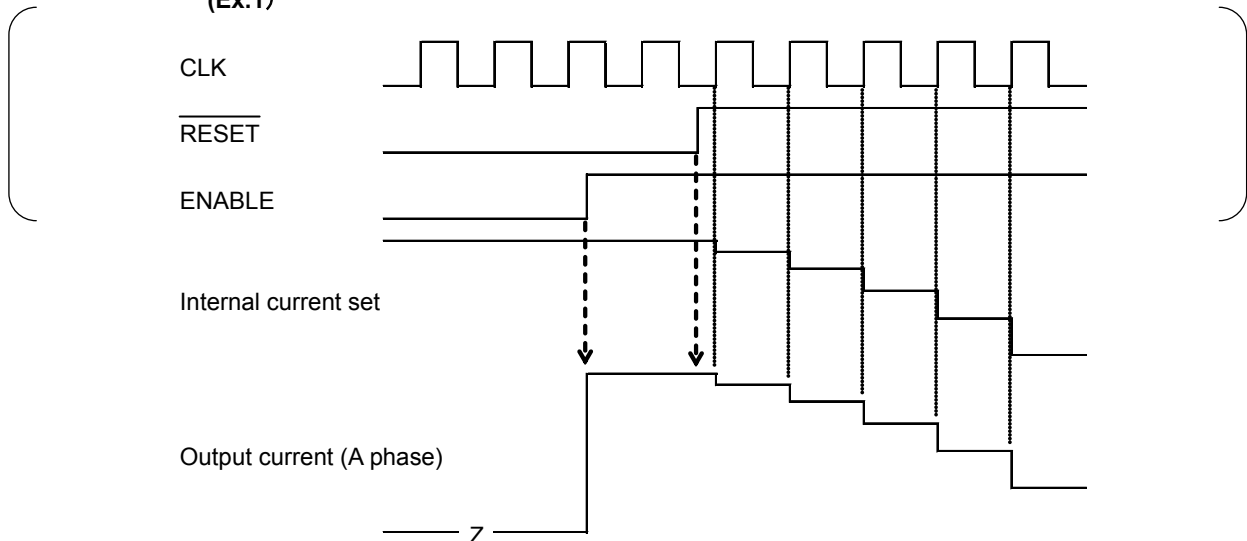 (Ex.1)
CLK
RESET
ENABLE
Internal current set
Output current (A phase)
Z